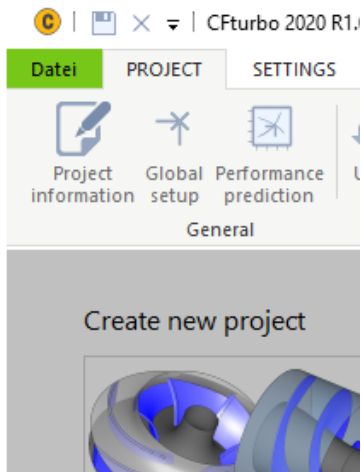 C CFturbo 2020 R1.
Datei PROJECT SETTINGS
Project information
Global setup
Performance prediction
General
Create new project